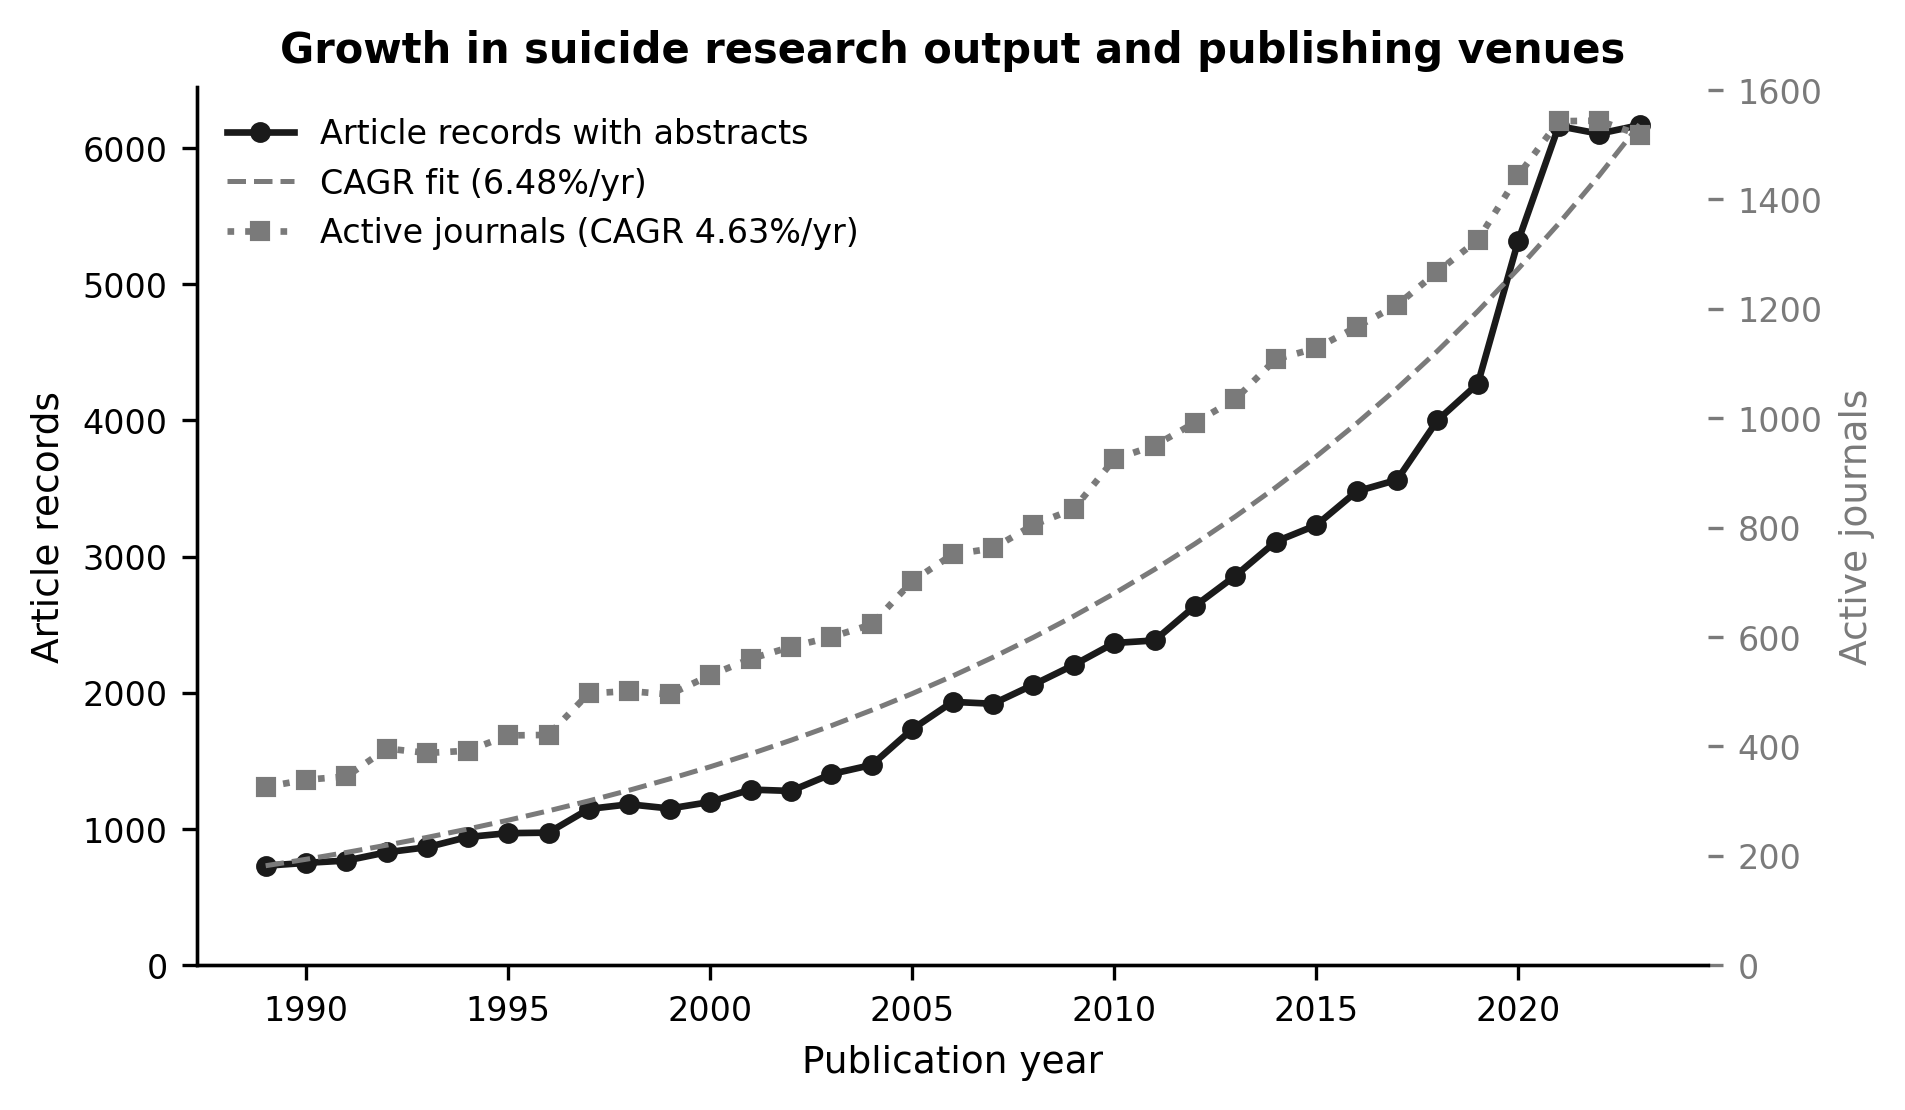 Growth in suicide research output and publishing venues
Article records with abstracts
CAGR fit (6.48%/yr)
Active journals (CAGR 4.63%/yr)
Article records
6000
5000
4000
3000
2000
1000
0
1600
1400
1200
1000
800
600
400
200
0
Active journals
1990 1995 2000 2005 2010 2015 2020
Publication year